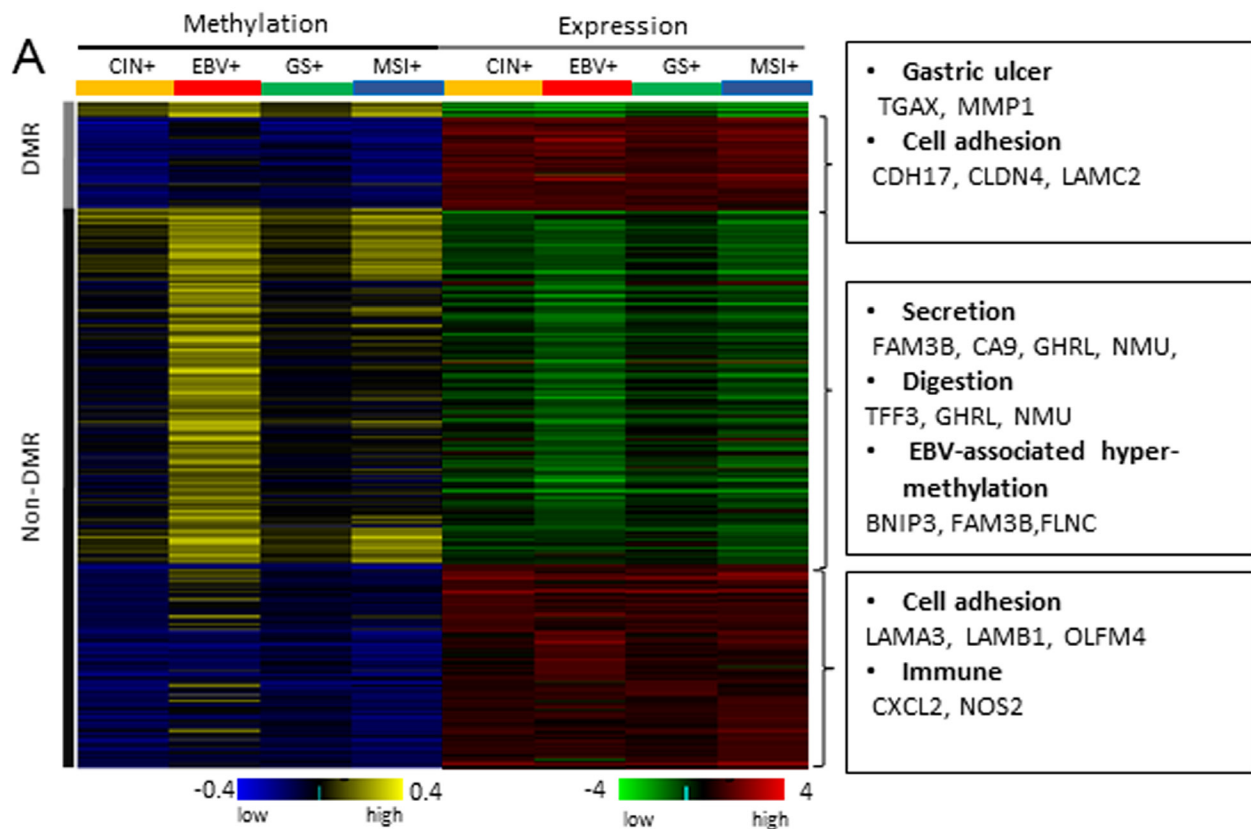 A
Methylation Expression
CIN+ EBV+ GS+ MSI+ CIN+ EBV+ GS+ MSI+
DMR
Non-DMR
• Gastric ulcer
TGAX, MMP1
• Cell adhesion
CDH17, CLDN4, LAMC2
• Secretion
FAM3B, CA9, GHRL, NMU,
• Digestion
TFF3, GHRL, NMU
• EBV-associated hyper-
methylation
BNIP3, FAM3B,FLNC
• Cell adhesion
LAMA3, LAMB1, OLFM4
• Immune
CXCL2, NOS2
-0.4 0.4 -4 4
low high low high